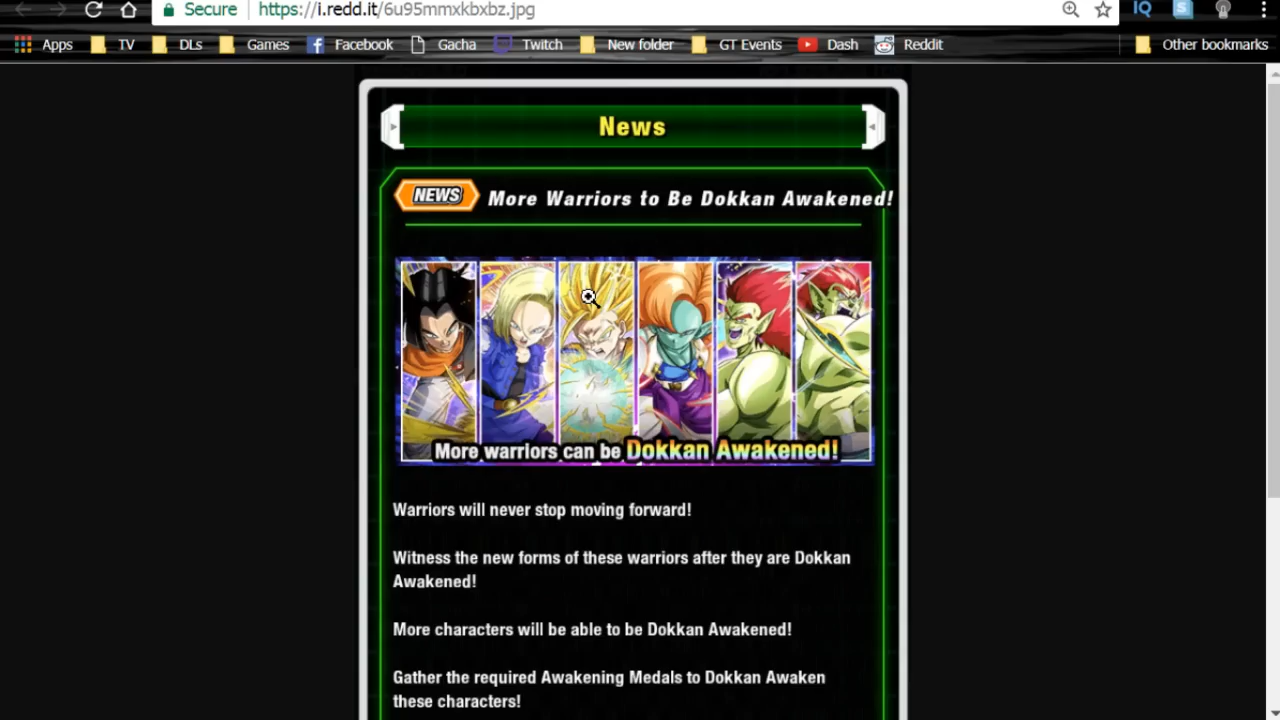 Secure https://i.redd.it/6u95mmxkbxbz.jpg IQ S
Apps TV DLs Games Facebook Gacha Twitch New folder GT Events Dash Reddit Other bookmarks
News
NEWS More Warriors to Be Dokkan Awakened!
More warriors can be Dokkan Awakened!
Warriors will never stop moving forward!
Witness the new forms of these warriors after they are Dokkan
Awakened!
More characters will be able to be Dokkan Awakened!
Gather the required Awakening Medals to Dokkan Awaken
these characters!